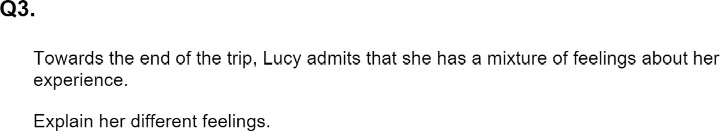 Q3.
Towards the end of the trip, Lucy admits that she has a mixture of feelings about her
experience.
Explain her different feelings.